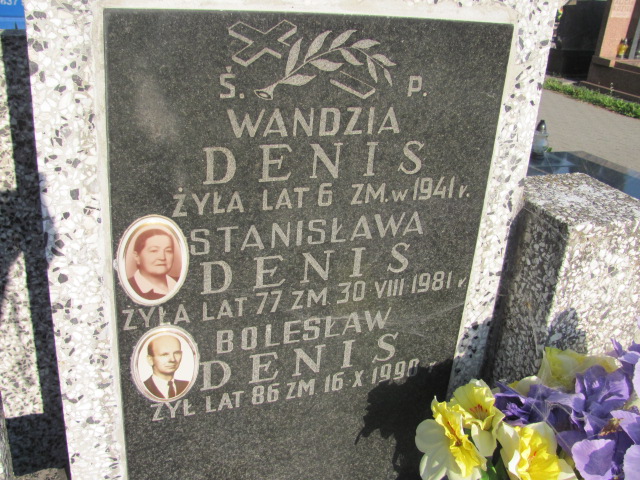 Ś. P.
WANDZIA
DENIS
ŻYŁA LAT 6 ZM. w 1941 r.
STANISŁAWA
DENIS
ŻYŁA LAT 77 ZM 30 VIII 1981 r.
BOLESŁAW
DENIS
ŻYŁ LAT 86 ZM 16 X